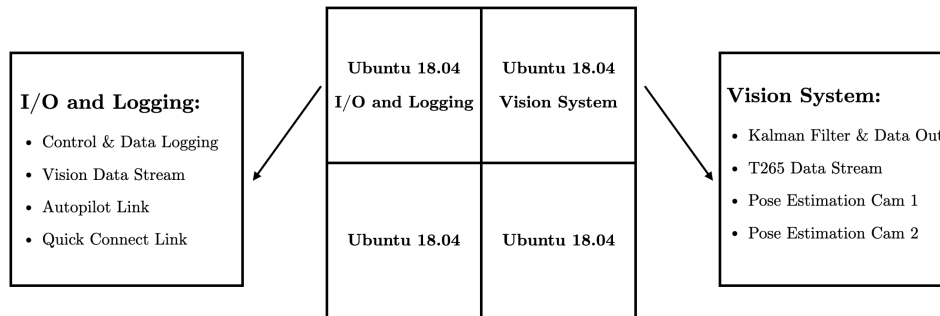 I/O and Logging:
• Control & Data Logging
• Vision Data Stream
• Autopilot Link
• Quick Connect Link
Ubuntu 18.04
I/O and Logging
Ubuntu 18.04
Vision System
Ubuntu 18.04
Ubuntu 18.04
Vision System:
• Kalman Filter & Data Out
• T265 Data Stream
• Pose Estimation Cam 1
• Pose Estimation Cam 2